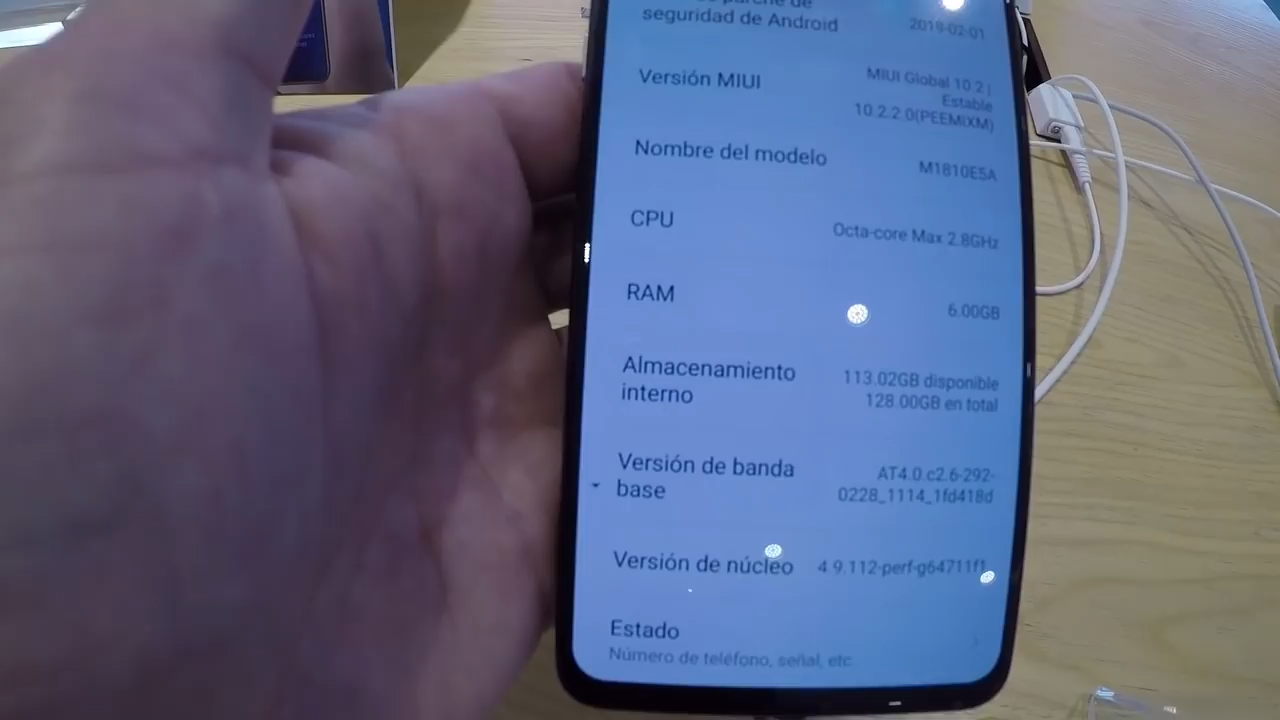 parche de
seguridad de Android
2019-02-01
Versión MIUI
MIUI Global 10.2 |
Estable
10.2.2.0(PEEMIXM)
Nombre del modelo
M1810E5A
CPU
Octa-core Max 2.8GHz
RAM
6.00GB
Almacenamiento
interno
113.02GB disponible
128.00GB en total
Versión de banda
base
AT4.0.c2.6-292-
0228_1114_1fd418d
Versión de núcleo
4.9.112-perf-g64711f1
Estado
Número de teléfono, señal, etc.